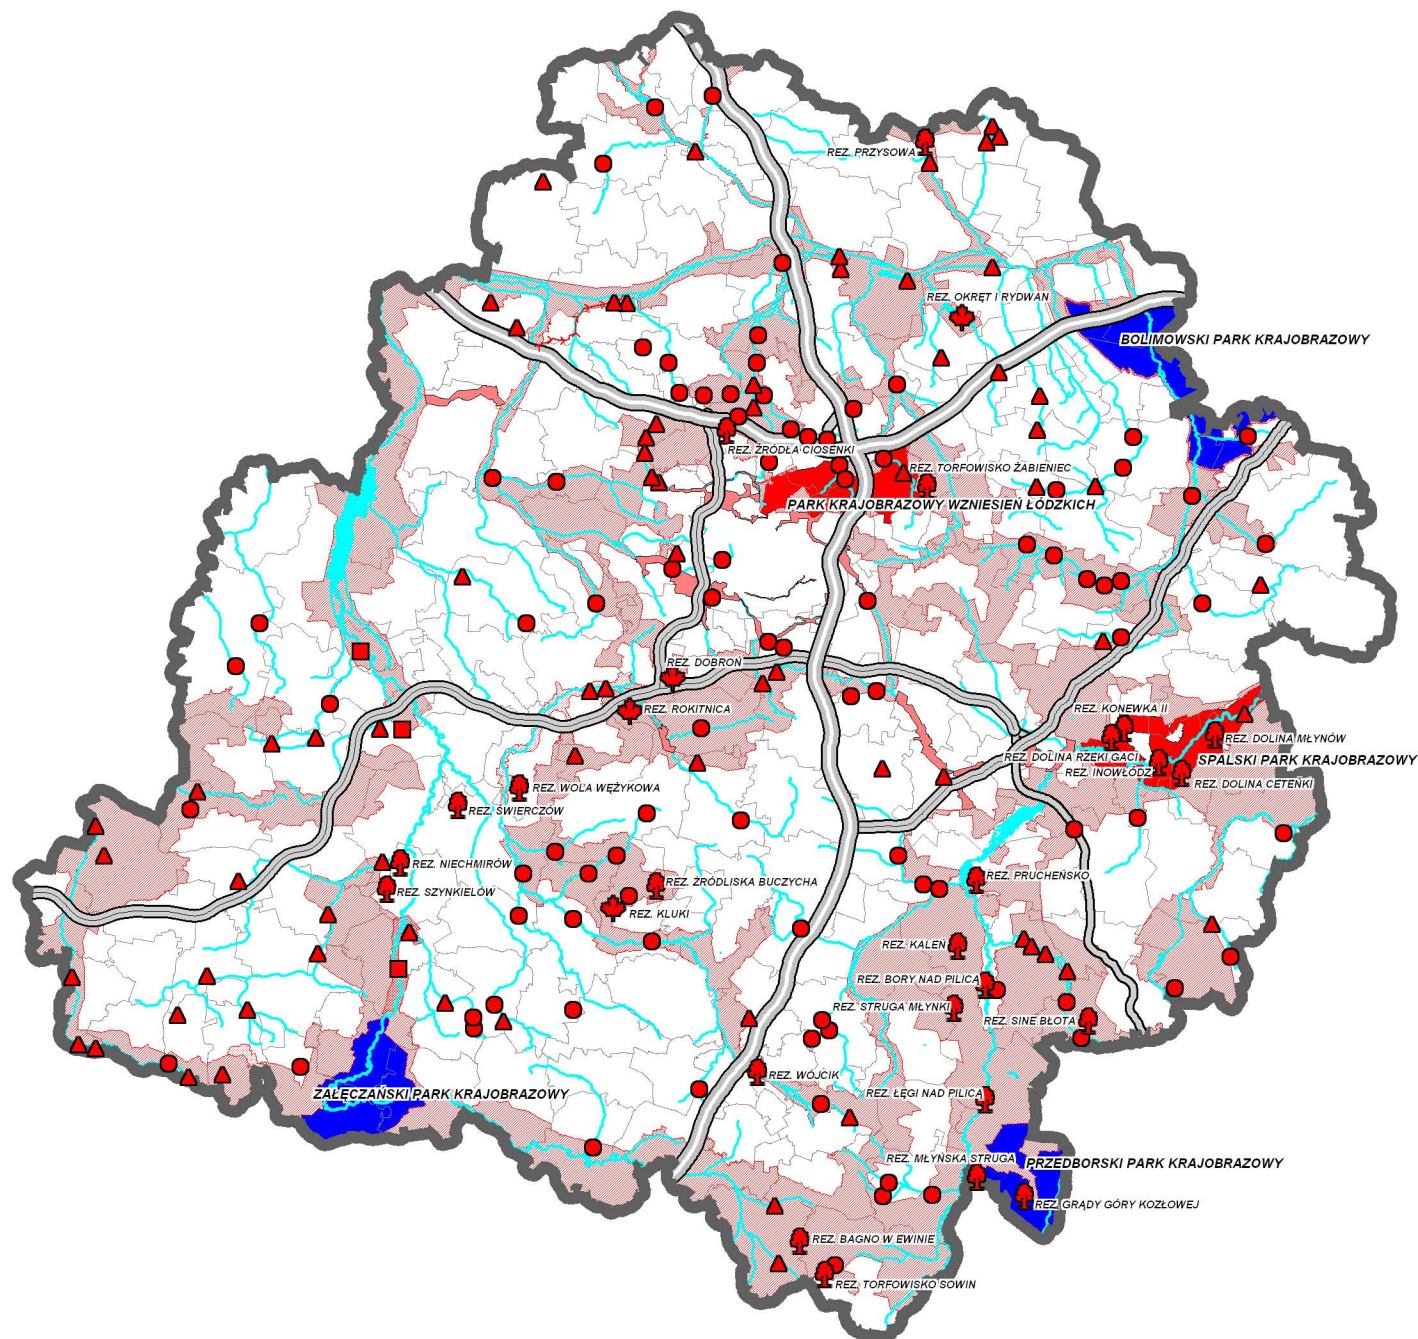 REZ. PRZYSOWA
REZ. OKRĘT I RYDWAN
BOLIMOWSKI PARK KRAJOBRAZOWY
REZ. ŹRÓDŁA CIOSENKI
REZ. TORFOWISKO ŻABIENIEC
PARK KRAJOBRAZOWY WZNIESIEŃ ŁÓDZKICH
REZ. DOBROŃ
REZ. ROKITNICA
REZ. KONEWKA II
REZ. DOLINA MŁYNÓW
REZ. DOLINA RZEKI GACI
SPALSKI PARK KRAJOBRAZOWY
REZ. INOWŁÓDZ
REZ. DOLINA CETEŃKI
REZ. WOLA WĘŻYKOWA
REZ. ŚWIERCZÓW
REZ. NIECHMIRÓW
REZ. SZYNKIELÓW
REZ. ŹRÓDLISKA BUCZYCHA
REZ. PRUCHEŃSKO
REZ. KLUKI
REZ. KALEŃ
REZ. BORY NAD PILICĄ
REZ. STRUGA MŁYNKI
REZ. SINE BŁOTA
REZ. WÓJCIK
REZ. ŁĘGI NAD PILICĄ
ZAŁĘCZAŃSKI PARK KRAJOBRAZOWY
REZ. MŁYŃSKA STRUGA
PRZEDBORSKI PARK KRAJOBRAZOWY
REZ. GRĄDY GÓRY KOZŁOWEJ
REZ. BAGNO W EWINIE
REZ. TORFOWISKO SOWIN